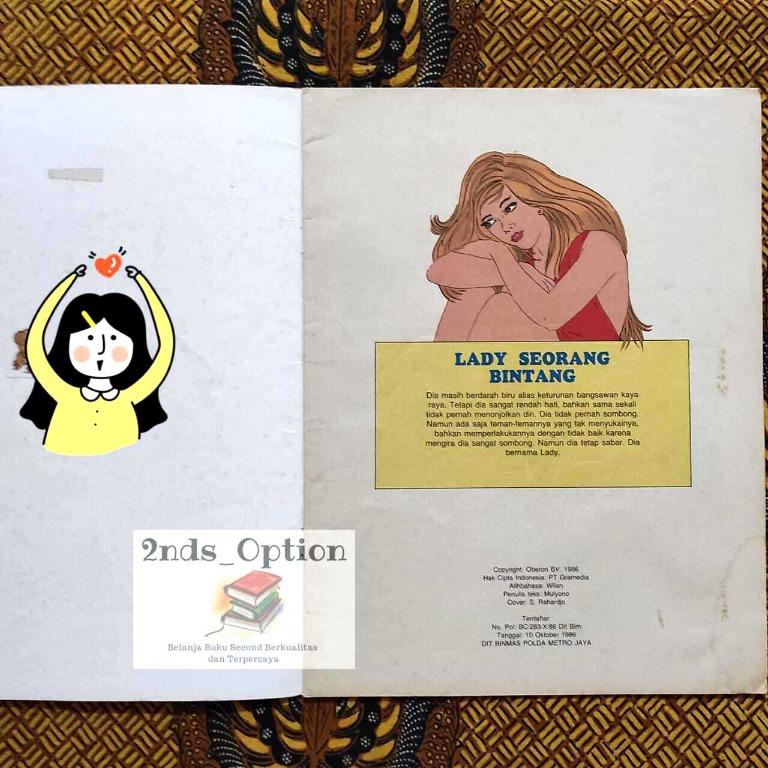 2nds_Option
Belanja Buku Second Berkualitas
dan Terpercaya
LADY SEORANG
BINTANG
Dia masih berdarah biru alias keturunan bangsawan kaya
raya. Tetapi dia sangat rendah hati, bahkan sama sekali
tidak pernah menonjolkan diri. Dia tidak pernah sombong.
Namun ada saja teman-temannya yang tak menyukainya,
bahkan memperlakukannya dengan tidak baik karena
mengira dia sangat sombong. Namun dia tetap sabar. Dia
bernama Lady.
Copyright: Oberon BV. 1986
Hak Cipta Indonesia: PT Gramedia
Alihbahasa: Wilan
Penulis teks: Mulyono
Cover: S. Rahardjo
Terdaftar:
No. Pol: BC/283-X/86 Dit Bim
Tanggal: 10 Oktober 1986
DIT BINMAS POLDA METRO JAYA